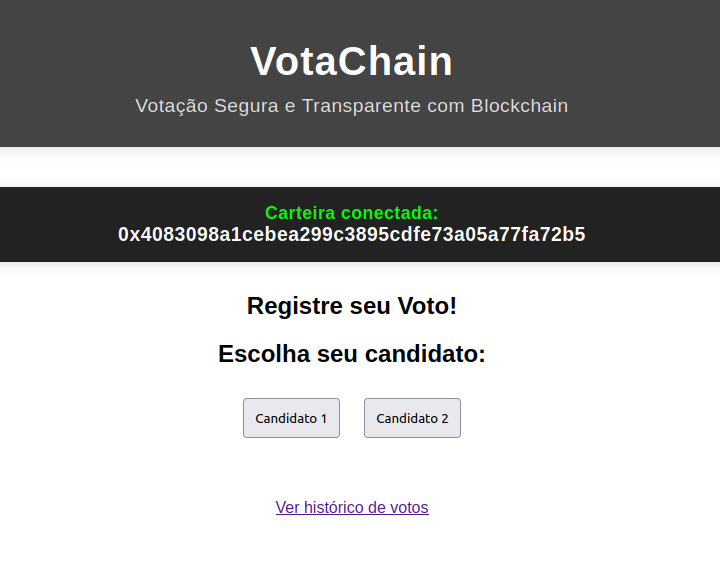 VotaChain
Votação Segura e Transparente com Blockchain
Carteira conectada:
0x4083098a1cebea299c3895cdfe73a05a77fa72b5
Registre seu Voto!
Escolha seu candidato:
Candidato 1 Candidato 2
Ver histórico de votos